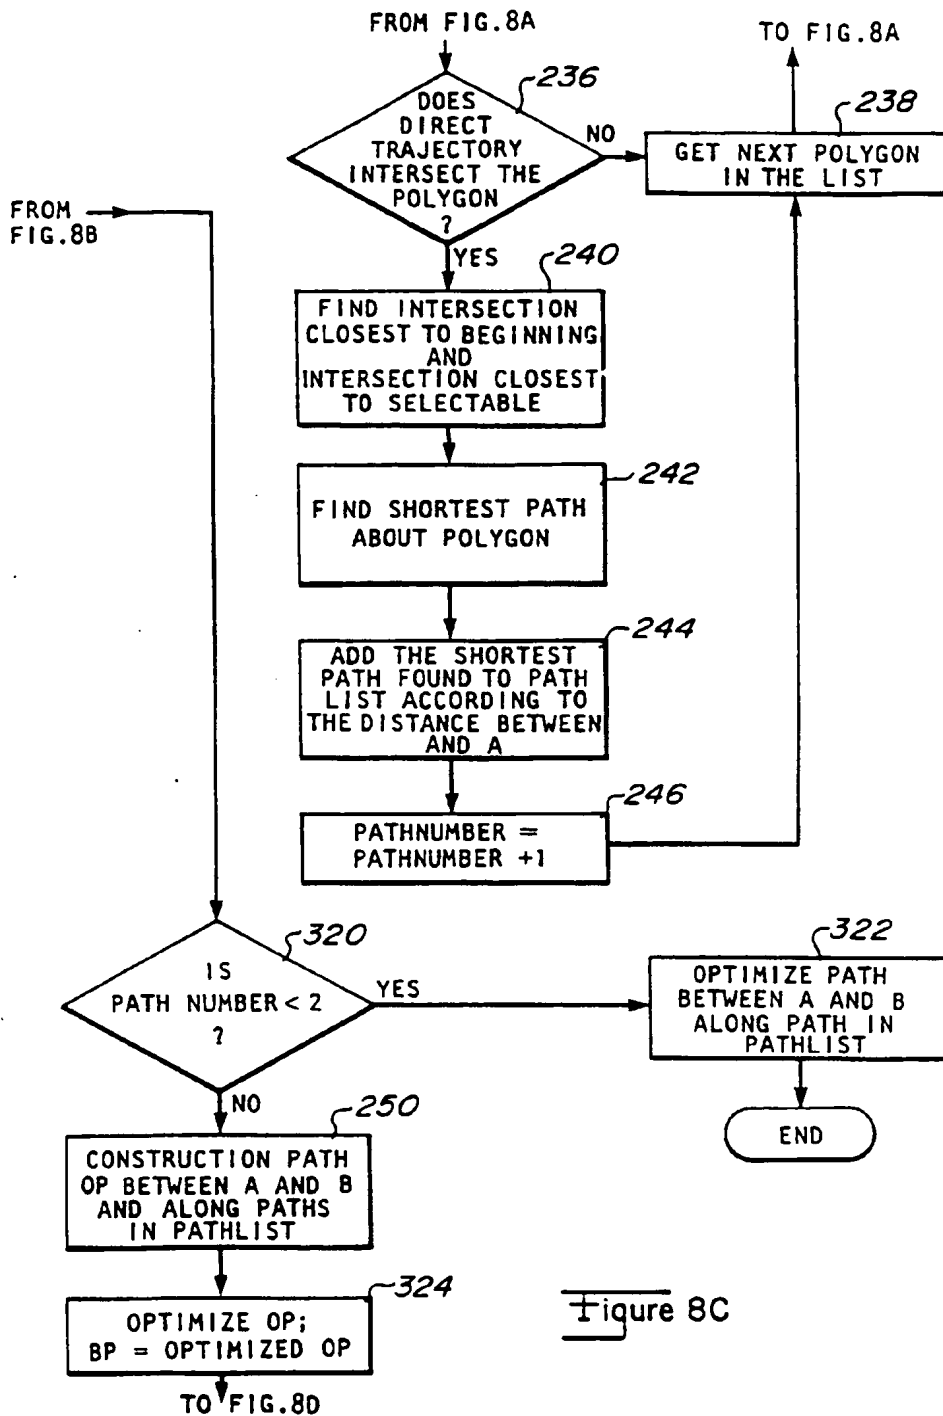 FROM FIG.8A
TO FIG.8A
236
DOES
DIRECT
TRAJECTORY
INTERSECT THE
POLYGON
?
NO
238
GET NEXT POLYGON
IN THE LIST
FROM
FIG.8B
YES
240
FIND INTERSECTION
CLOSEST TO BEGINNING
AND
INTERSECTION CLOSEST
TO SELECTABLE
242
FIND SHORTEST PATH
ABOUT POLYGON
244
ADD THE SHORTEST
PATH FOUND TO PATH
LIST ACCORDING TO
THE DISTANCE BETWEEN
AND A
246
PATHNUMBER =
PATHNUMBER +1
320
IS
PATH NUMBER < 2
?
YES
322
OPTIMIZE PATH
BETWEEN A AND B
ALONG PATH IN
PATHLIST
END
NO
250
CONSTRUCTION PATH
OP BETWEEN A AND B
AND ALONG PATHS
IN PATHLIST
324
OPTIMIZE OP;
BP = OPTIMIZED OP
TO FIG.8D
Figure 8C